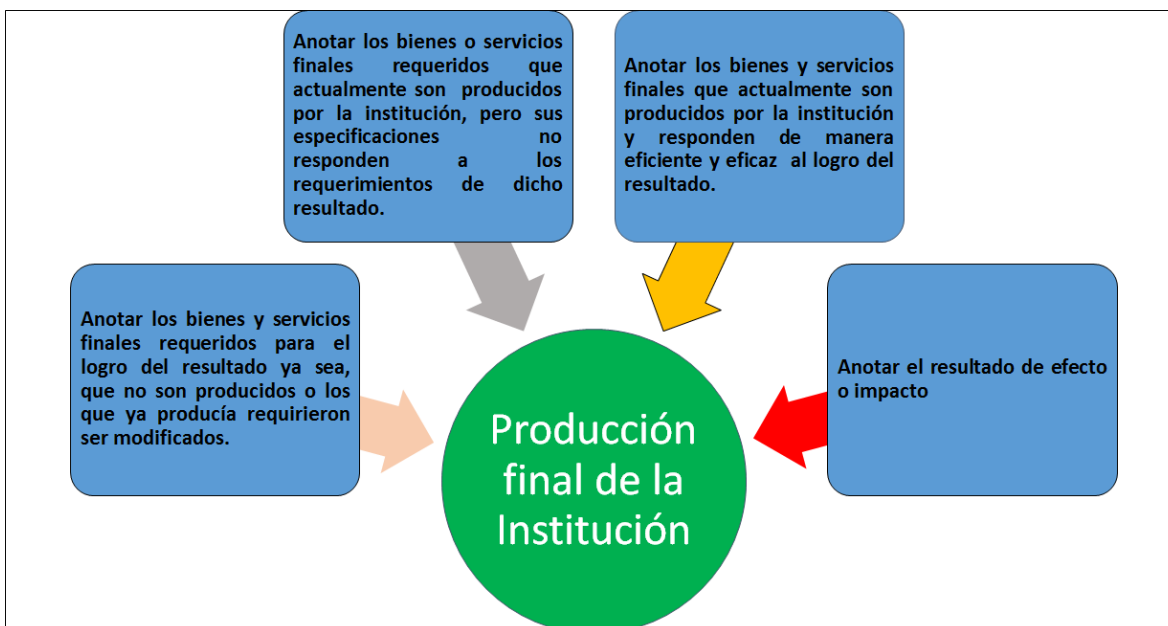 Anotar los bienes o servicios
finales requeridos que
actualmente son producidos
por la institución, pero sus
especificaciones no
responden a los
requerimientos de dicho
resultado.
Anotar los bienes y servicios
finales que actualmente son
producidos por la institución
y responden de manera
eficiente y eficaz al logro del
resultado.
Anotar los bienes y servicios
finales requeridos para el
logro del resultado ya sea,
que no son producidos o los
que ya producía requirieron
ser modificados.
Anotar el resultado de efecto
o impacto
Producción
final de la
Institución